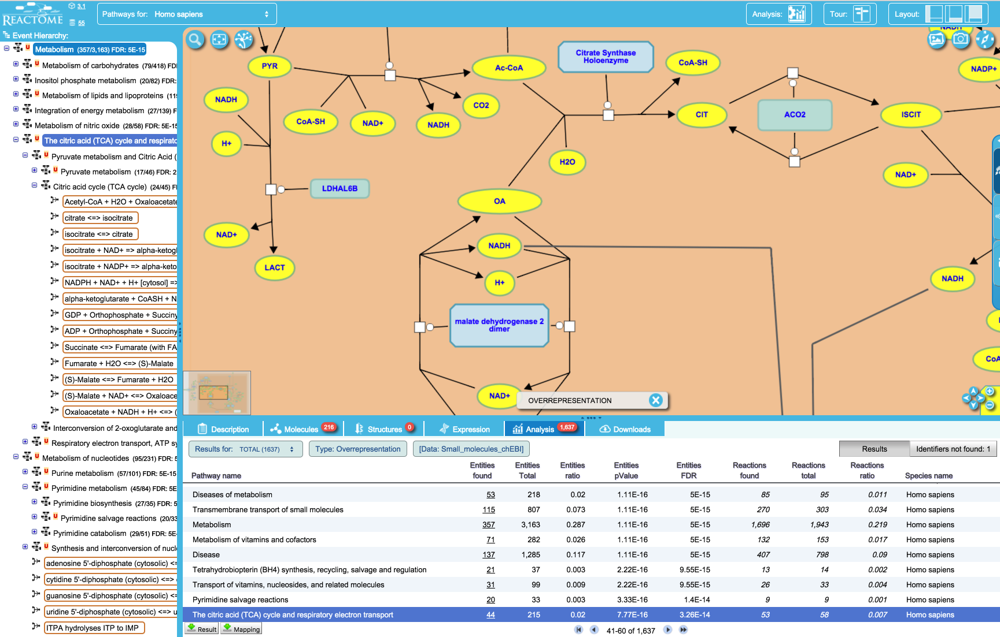 REACTOME
3.1
55
Pathways for: Homo sapiens
Analysis:
Tour:
Layout:
Event Hierarchy:
Metabolism (357/3,163) FDR: 5E-15
Metabolism of carbohydrates (79/418) FDI
Inositol phosphate metabolism (20/82) FDR:
Metabolism of lipids and lipoproteins (11
Integration of energy metabolism (27/139) F
Metabolism of nitric oxide (28/58) FDR: 5E-15
The citric acid (TCA) cycle and respirato
Pyruvate metabolism and Citric Acid (
Pyruvate metabolism (17/46) FDR: 2
Citric acid cycle (TCA cycle) (24/45) F
Acetyl-CoA + H2O + Oxaloacetate
citrate <=> isocitrate
isocitrate <=> citrate
isocitrate + NAD+ => alpha-ketogl
isocitrate + NADP+ => alpha-keto
NADPH + NAD+ + H+ [cytosol] =>
alpha-ketoglutarate + CoASH + N
GDP + Orthophosphate + Succiny
ADP + Orthophosphate + Succiny
Succinate <=> Fumarate (with FA
Fumarate + H2O <=> (S)-Malate
(S)-Malate <=> Fumarate + H2O
(S)-Malate + NAD+ <=> Oxaloace
Oxaloacetate + NADH + H+ <=> (
Interconversion of 2-oxoglutarate and
Respiratory electron transport, ATP sy
Metabolism of nucleotides (95/231) FDR: 5
Purine metabolism (57/101) FDR: 5E-15
Pyrimidine metabolism (45/84) FDR: 5E
Pyrimidine biosynthesis (27/35) FDR: 5
Pyrimidine salvage reactions (20/33
Pyrimidine catabolism (29/51) FDR: 5E-
Synthesis and interconversion of nucle
adenosine 5'-diphosphate (cytosolic) <=
cytidine 5'-diphosphate (cytosolic) <=>
guanosine 5'-diphosphate (cytosolic) <=
uridine 5'-diphosphate (cytosolic) <=> u
ITPA hydrolyses ITP to IMP
NADH
PYR
Ac-CoA
Citrate Synthase
Holoenzyme
CoA-SH
NADP+
NADH
CoA-SH
NAD+
NADH
CO2
CIT
ACO2
ISCIT
H+
H2O
NAD+
LDHAL6B
OA
NAD+
NADH
LACT
H+
NADH
malate dehydrogenase 2
dimer
CoA
NAD+
OVERREPRESENTATION
Description
Molecules 216
Structures 0
Expression
Analysis 1,637
Downloads
Results for: TOTAL (1637)
Type: Overrepresentation
[Data: Small_molecules_chEBI]
Results
Identifiers not found: 1
Pathway name Entities found Entities Total Entities ratio Entities pValue Entities FDR Reactions found Reactions total Reactions ratio Species name
Diseases of metabolism 53 218 0.02 1.11E-16 5E-15 85 95 0.011 Homo sapiens
Transmembrane transport of small molecules 115 807 0.073 1.11E-16 5E-15 270 303 0.034 Homo sapiens
Metabolism 357 3,163 0.287 1.11E-16 5E-15 1,696 1,943 0.219 Homo sapiens
Metabolism of vitamins and cofactors 71 282 0.026 1.11E-16 5E-15 132 153 0.017 Homo sapiens
Disease 137 1,285 0.117 1.11E-16 5E-15 407 798 0.09 Homo sapiens
Tetrahydrobiopterin (BH4) synthesis, recycling, salvage and regulation 21 37 0.003 2.22E-16 9.55E-15 13 14 0.002 Homo sapiens
Transport of vitamins, nucleosides, and related molecules 31 99 0.009 2.22E-16 9.55E-15 26 33 0.004 Homo sapiens
Pyrimidine salvage reactions 20 33 0.003 3.33E-16 1.4E-14 9 9 0.001 Homo sapiens
The citric acid (TCA) cycle and respiratory electron transport 44 215 0.02 7.77E-16 3.26E-14 53 58 0.007 Homo sapiens
Result
Mapping
41-60 of 1,637